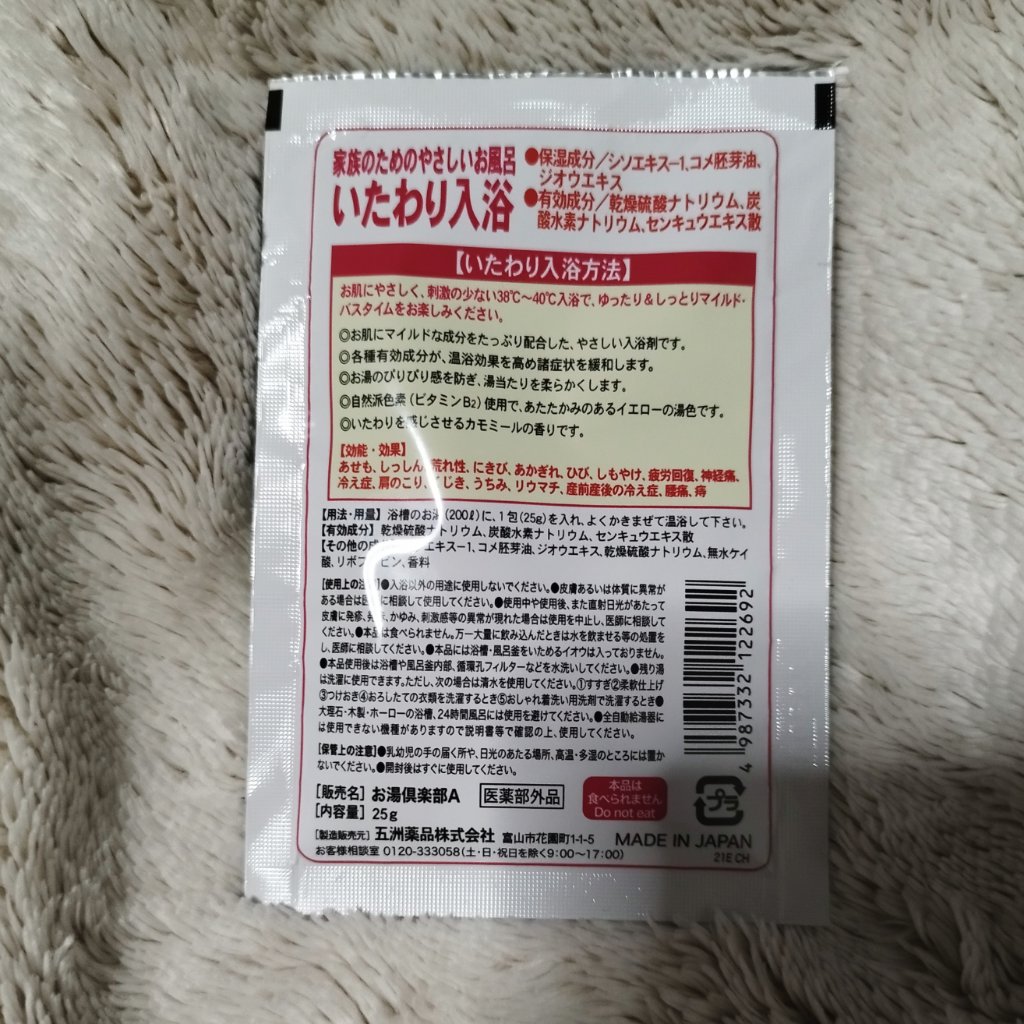 家族のためのやさしいお風呂
いたわり入浴
●保湿成分／シソエキス-1、コメ胚芽油、
ジオウエキス
●有効成分／乾燥硫酸ナトリウム、炭
酸水素ナトリウム、センキュウエキス散
【いたわり入浴方法】
お肌にやさしく、刺激の少ない38℃～40℃入浴で、ゆったり＆しっとりマイルド・
バスタイムをお楽しみください。
◎お肌にマイルドな成分をたっぷり配合した、やさしい入浴剤です。
◎各種有効成分が、温浴効果を高め諸症状を緩和します。
◎お湯のぴりぴり感を防ぎ、湯当たりを柔らかくします。
◎自然派色素（ビタミンB2）使用で、あたたかみのあるイエローの湯色です。
◎いたわりを感じさせるカモミールの香りです。
【効能・効果】
あせも、しっしん、荒れ性、にきび、あかぎれ、ひび、しもやけ、疲労回復、神経痛、
冷え症、肩のこり、くじき、うちみ、リウマチ、産前産後の冷え症、腰痛、痔
【用法・用量】浴槽のお湯（200ℓ）に、1包（25g）を入れ、よくかきまぜて温浴して下さい。
【有効成分】乾燥硫酸ナトリウム、炭酸水素ナトリウム、センキュウエキス散
【その他の成 エキス-1、コメ胚芽油、ジオウエキス、乾燥硫酸ナトリウム、無水ケイ
酸、リボフ ビン、香料
【使用上の注意】●入浴以外の用途に使用しないでください。●皮膚あるいは体質に異常が
ある場合は医師に相談して使用してください。●使用中や使用後、また直射日光があたって
皮膚に発疹、 、かゆみ、刺激感等の異常が現れた場合は使用を中止し、医師に相談して
ください。●本品は食べられません。万一大量に飲み込んだときは水を飲ませる等の処置を
し、医師に相談してください。●本品には浴槽・風呂釜をいためるイオウは入っておりません。
●本品使用後は浴槽や風呂釜内部、循環孔フィルターなどを水洗いしてください。●残り湯
は洗濯に使用できます。ただし、次の場合は清水を使用してください。①すすぎ②柔軟仕上げ
③つけおき④おろしたての衣類を洗濯するとき⑤おしゃれ着洗い用洗剤で洗濯するとき●
大理石・木製・ホーローの浴槽、24時間風呂には使用を避けてください。●全自動給湯器に
は使用できない機種がありますので説明書等で確認の上、使用してください。
【保管上の注意】●乳幼児の手の届く所や、日光のあたる場所、高温・多湿のところには置か
ないでください。●開封後はすぐに使用してください。
4 987332 122692
[販売名] お湯倶楽部A 医薬部外品
[内容量] 25g
本品は
食べられません
Do not eat
プラ
[製造販売元] 五洲薬品株式会社 富山市花園町1-1-5 MADE IN JAPAN
お客様相談室 0120-333058（土・日・祝日を除く9:00～17:00） 21E CH